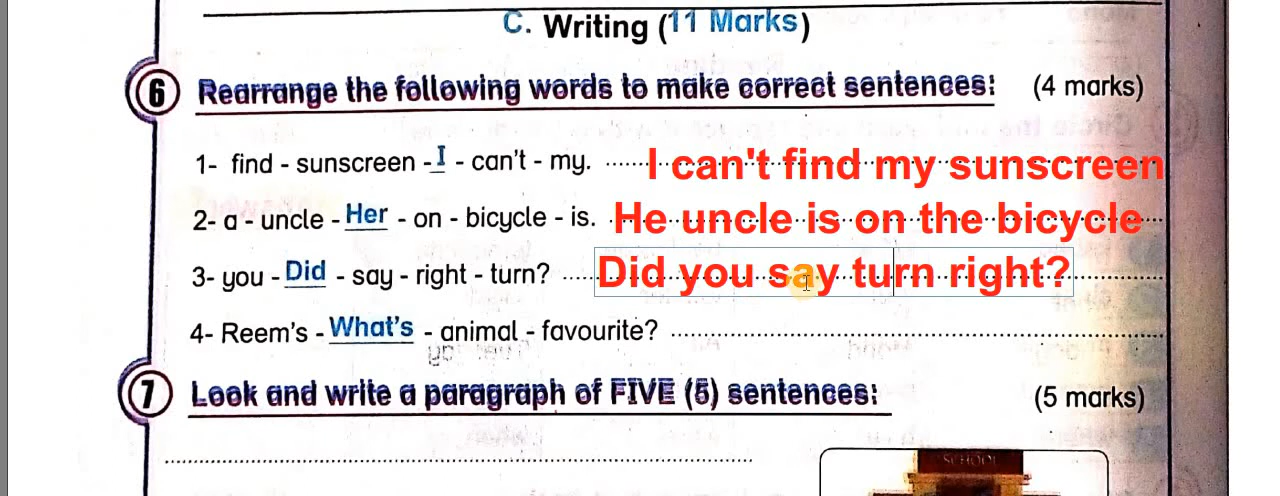 C. Writing (11 Marks)
6 Rearrange the following words to make correct sentences: (4 marks)
1- find - sunscreen - I - can't - my. I can't find my sunscreen
2- a - uncle - Her - on - bicycle - is. He uncle is on the bicycle
3- you - Did - say - right - turn? Did you say turn right?
4- Reem's - What's - animal - favourite?
7 Look and write a paragraph of FIVE (5) sentences: (5 marks)
SCHOOL